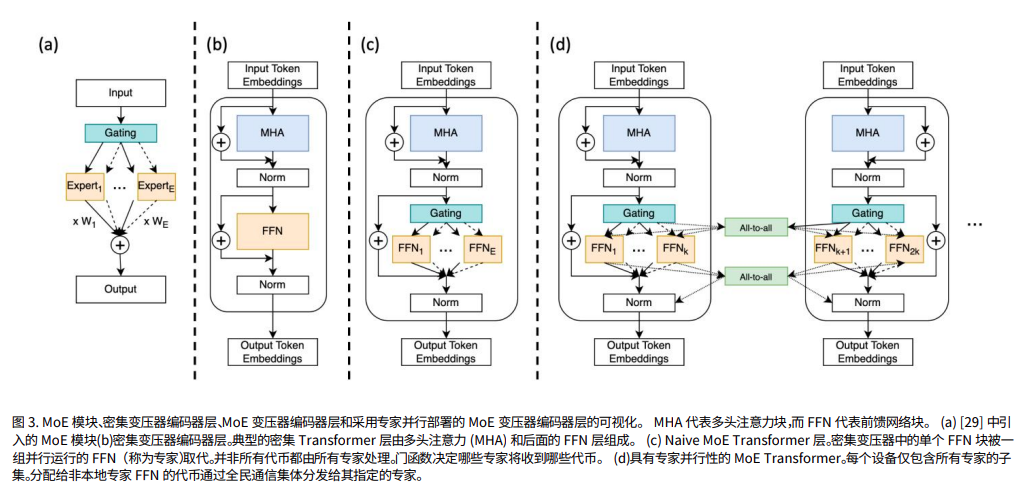 (a)
Input
Gating
Expert1
...
ExpertE
x W1
x WE
+
Output
(b)
Input Token
Embeddings
MHA
+
Norm
FFN
+
Norm
Output Token
Embeddings
(c)
Input Token
Embeddings
MHA
+
Norm
Gating
FFN1
...
FFNE
+
Norm
Output Token
Embeddings
(d)
Input Token
Embeddings
MHA
+
Norm
Gating
FFN1
...
FFNk
+
Norm
Output Token
Embeddings
All-to-all
All-to-all
Input Token
Embeddings
MHA
+
Norm
Gating
FFNk+1
...
FFN2k
+
Norm
Output Token
Embeddings
...
图 3. MoE 模块、密集变压器编码器层、MoE 变压器编码器层和采用专家并行部署的 MoE 变压器编码器层的可视化。 MHA 代表多头注意力块,而 FFN 代表前馈网络块。 (a) [29] 中引
入的 MoE 模块(b)密集变压器编码器层。典型的密集 Transformer 层由多头注意力 (MHA) 和后面的 FFN 层组成。 (c) Naive MoE Transformer 层。密集变压器中的单个 FFN 块被一
组并行运行的 FFN（称为专家)取代。并非所有代币都由所有专家处理。门函数决定哪些专家将收到哪些代币。 (d)具有专家并行性的 MoE Transformer。每个设备仅包含所有专家的子
集。分配给非本地专家 FFN 的代币通过全民通信集体分发给其指定的专家。